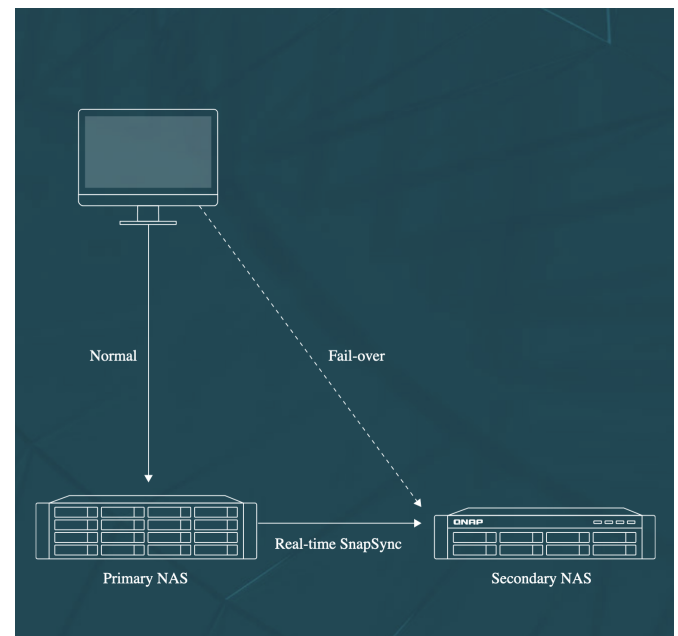 Normal
Fail-over
QNAP
Real-time SnapSync
Primary NAS
Secondary NAS